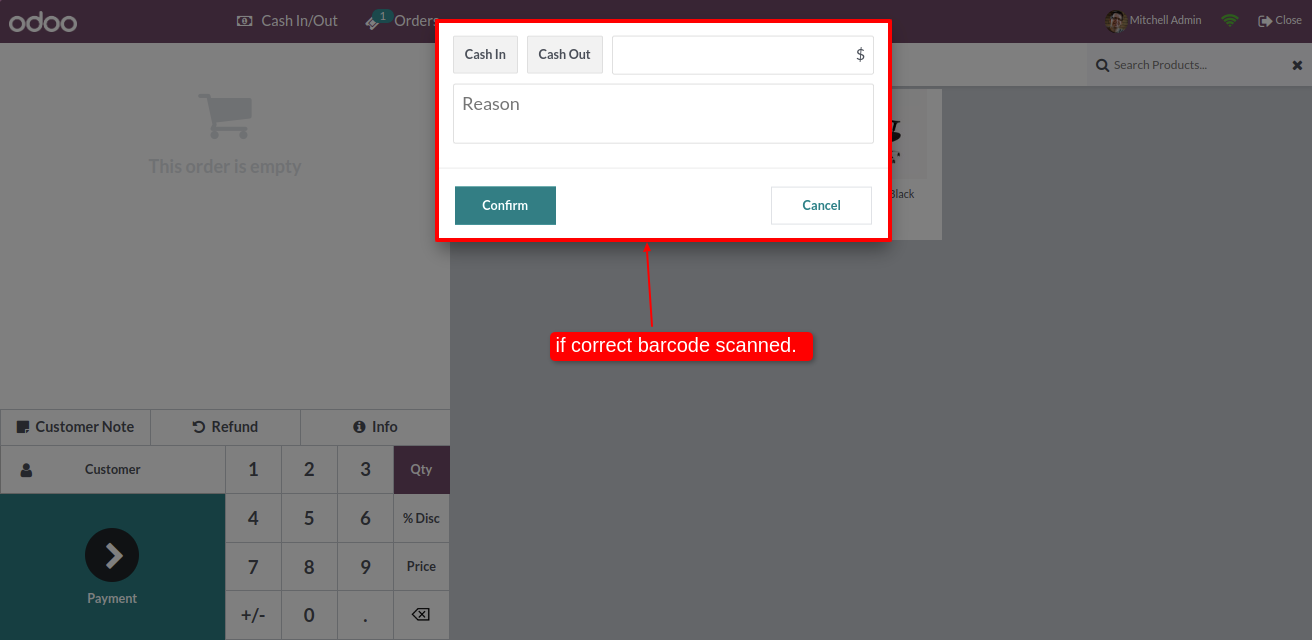 odoo
Cash In/Out
1
Orders
Mitchell Admin
Close
Cash In
Cash Out
$
Search Products...
Reason
This order is empty
Black
Confirm
Cancel
if correct barcode scanned.
Customer Note
Refund
Info
Customer
1
2
3
Qty
4
5
6
% Disc
Payment
7
8
9
Price
+/-
0
.